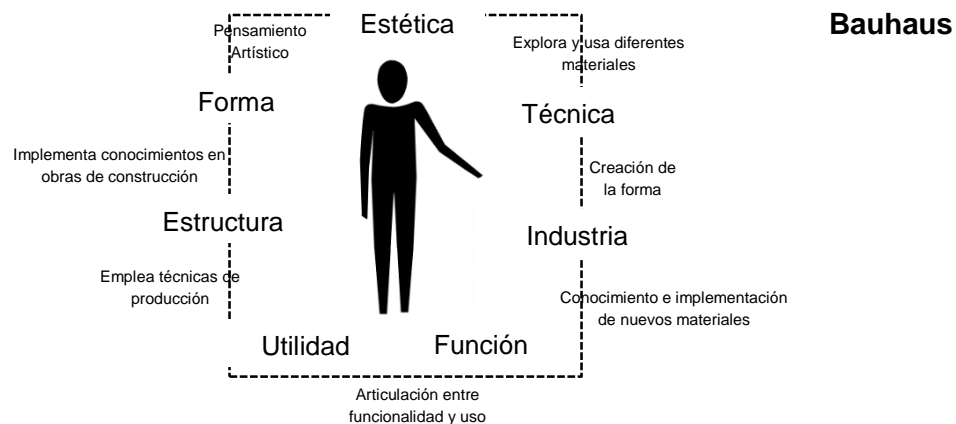 Bauhaus
Estética
Pensamiento
Artístico
Explora y usa diferentes
materiales
Forma
Técnica
Implementa conocimientos en
obras de construcción
Creación de
la forma
Estructura
Industria
Emplea técnicas de
producción
Conocimiento e implementación
de nuevos materiales
Utilidad
Función
Articulación entre
funcionalidad y uso